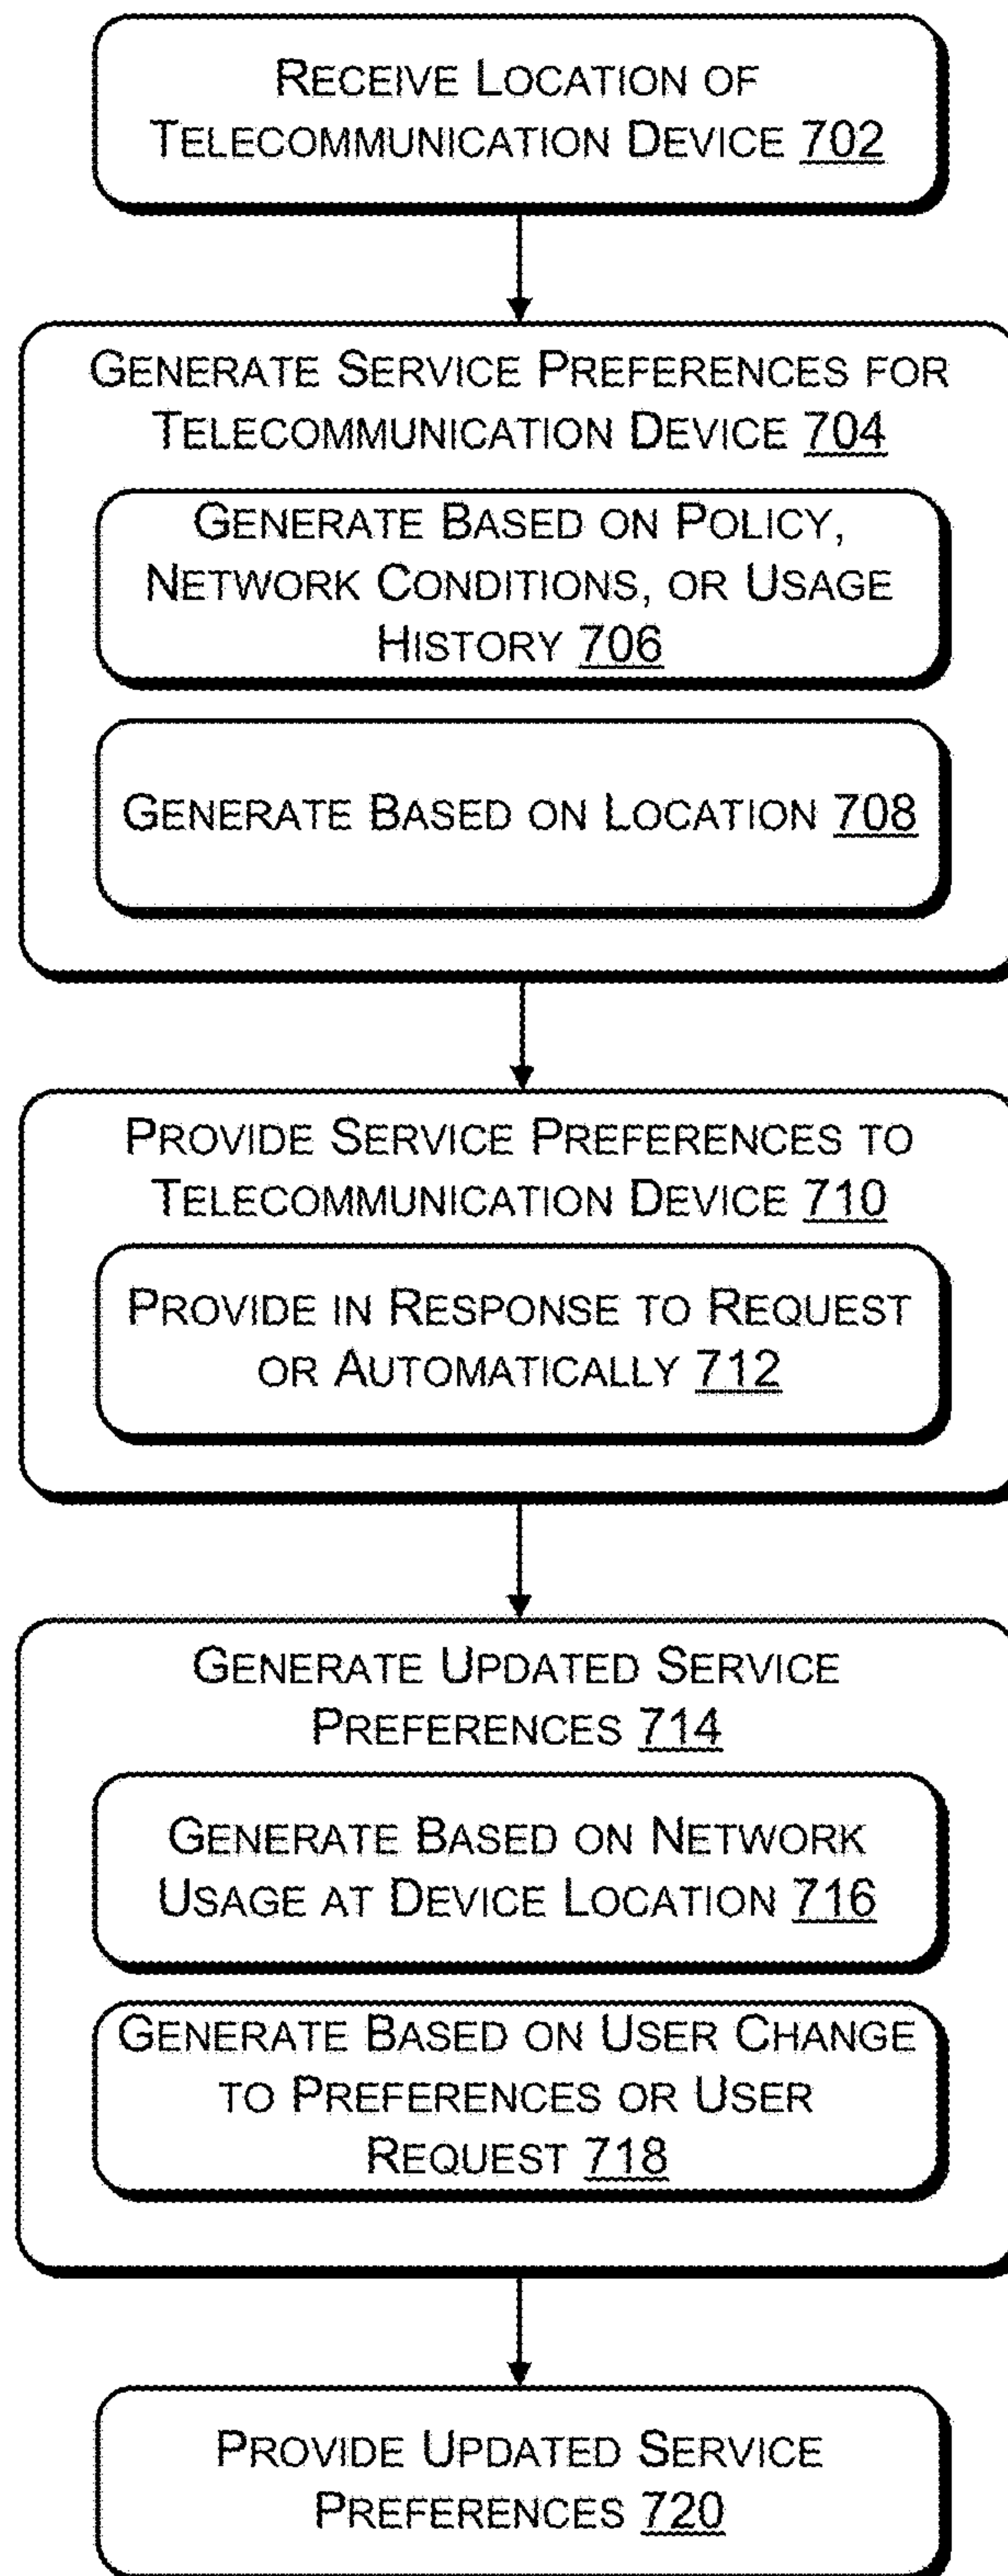 RECEIVE LOCATION OF
TELECOMMUNICATION DEVICE 702
GENERATE SERVICE PREFERENCES FOR
TELECOMMUNICATION DEVICE 704
GENERATE BASED ON POLICY,
NETWORK CONDITIONS, OR USAGE
HISTORY 706
GENERATE BASED ON LOCATION 708
PROVIDE SERVICE PREFERENCES TO
TELECOMMUNICATION DEVICE 710
PROVIDE IN RESPONSE TO REQUEST
OR AUTOMATICALLY 712
GENERATE UPDATED SERVICE
PREFERENCES 714
GENERATE BASED ON NETWORK
USAGE AT DEVICE LOCATION 716
GENERATE BASED ON USER CHANGE
TO PREFERENCES OR USER
REQUEST 718
PROVIDE UPDATED SERVICE
PREFERENCES 720